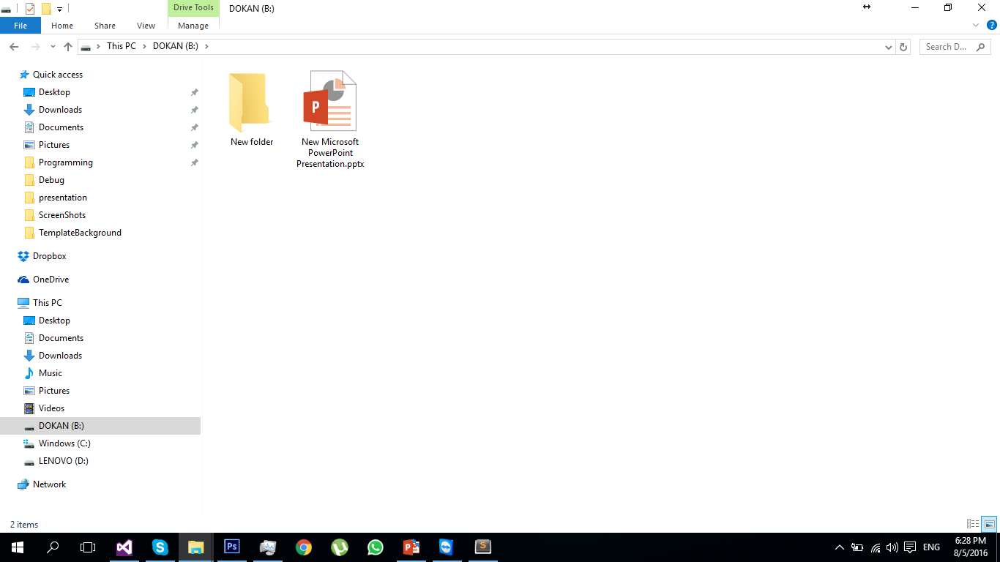 Drive Tools
DOKAN (B:)
File
Home
Share
View
Manage
?
This PC
DOKAN (B:)
Search D...
Quick access
Desktop
Downloads
Documents
Pictures
Programming
Debug
presentation
ScreenShots
TemplateBackground
Dropbox
OneDrive
This PC
Desktop
Documents
Downloads
Music
Pictures
Videos
DOKAN (B:)
Windows (C:)
LENOVO (D:)
Network
P
New folder
New Microsoft
PowerPoint
Presentation.pptx
2 items
Ps
ENG
6:28 PM
8/5/2016